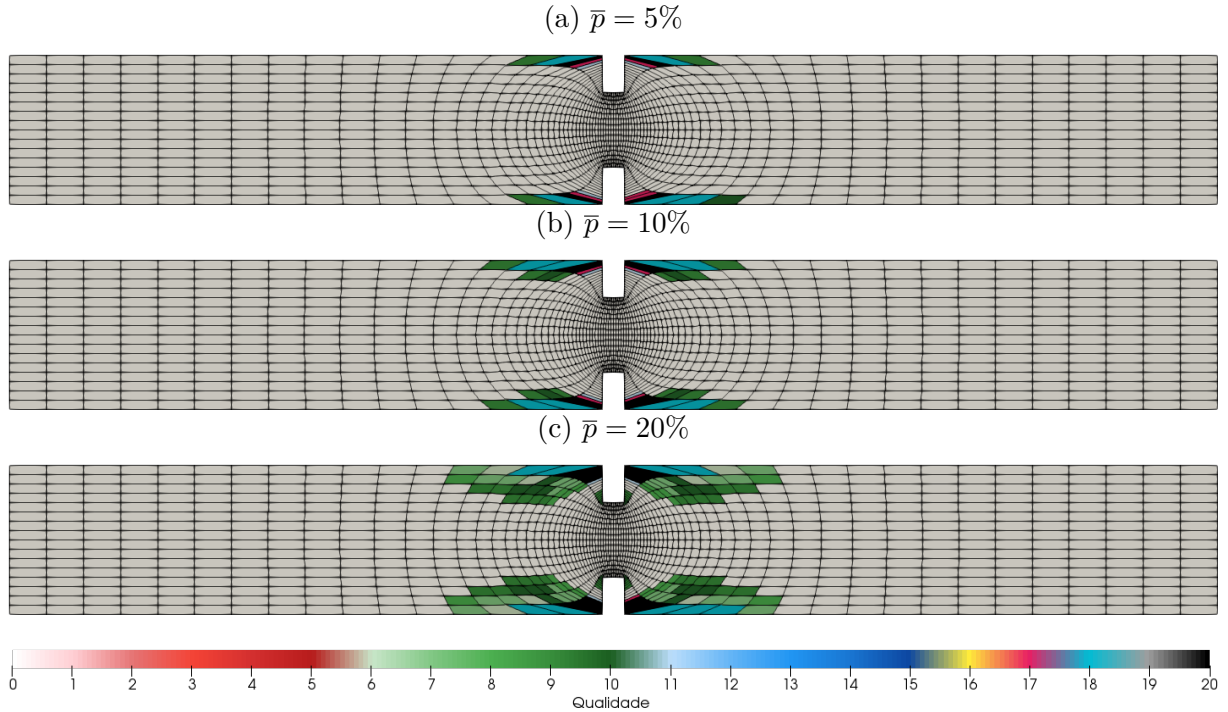 (a) p̅ = 5%
(b) p̅ = 10%
(c) p̅ = 20%
0 1 2 3 4 5 6 7 8 9 10 11 12 13 14 15 16 17 18 19 20
Qualidade